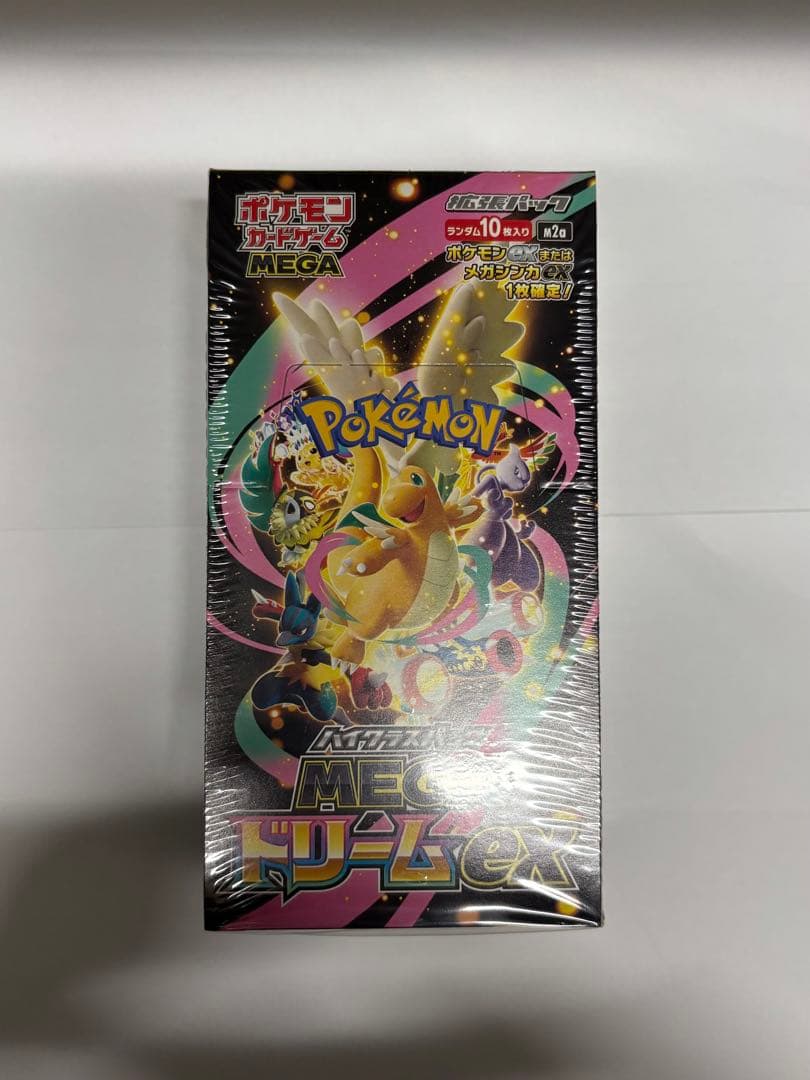 ポケモン
カードゲーム
MEGA
拡張パック
ランダム10枚入り
M2a
ポケモンexまたは
メガシンカex
1枚確定!
POKéMON
TM
ハイクラスパック
MEGA
ドリームex